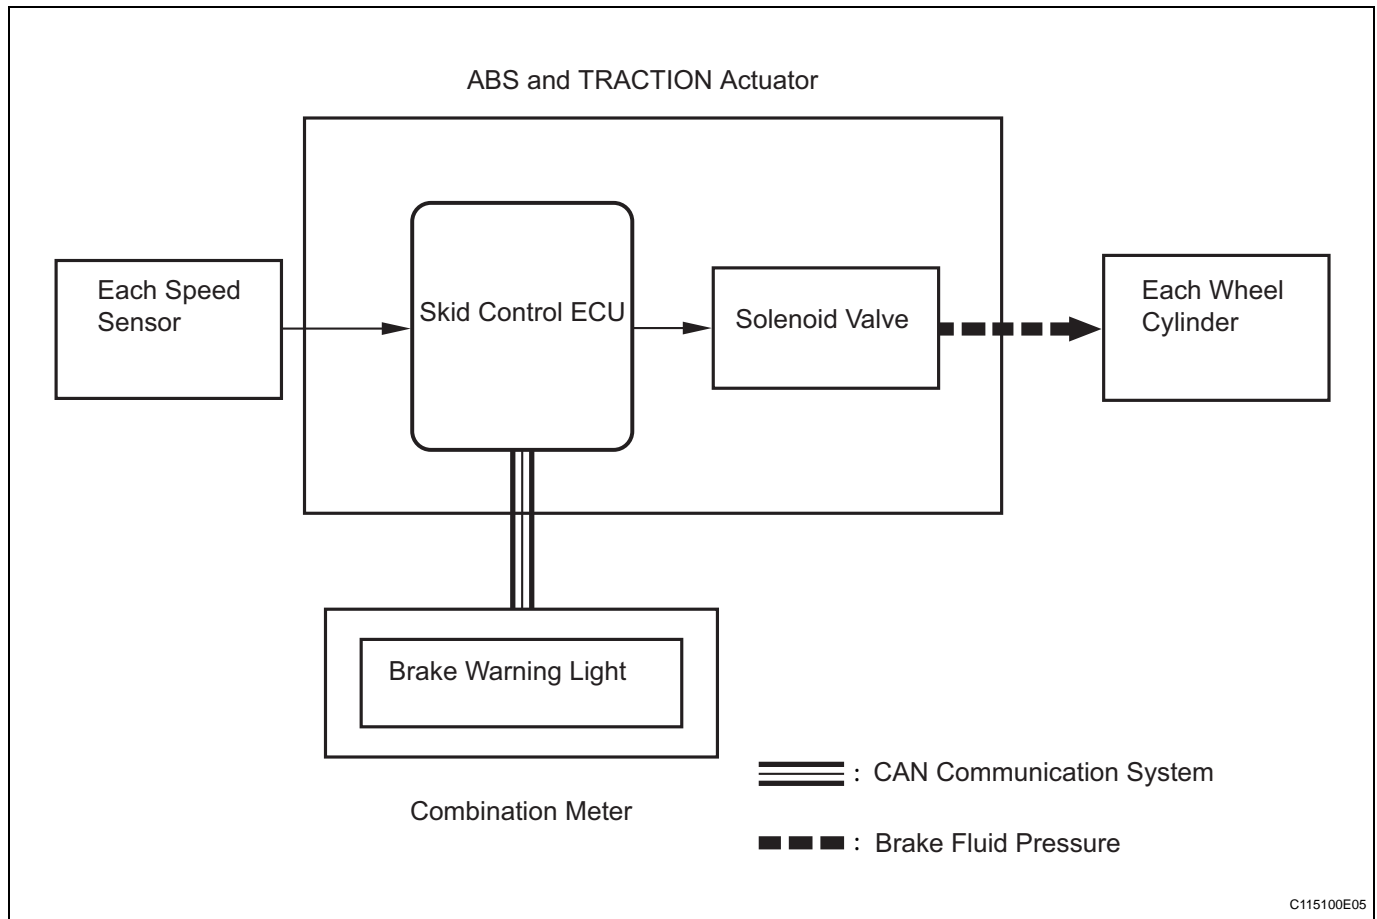 ABS and TRACTION Actuator
Each Speed
Sensor
Skid Control ECU
Solenoid Valve
Each Wheel
Cylinder
Brake Warning Light
Combination Meter
: CAN Communication System
: Brake Fluid Pressure
C115100E05